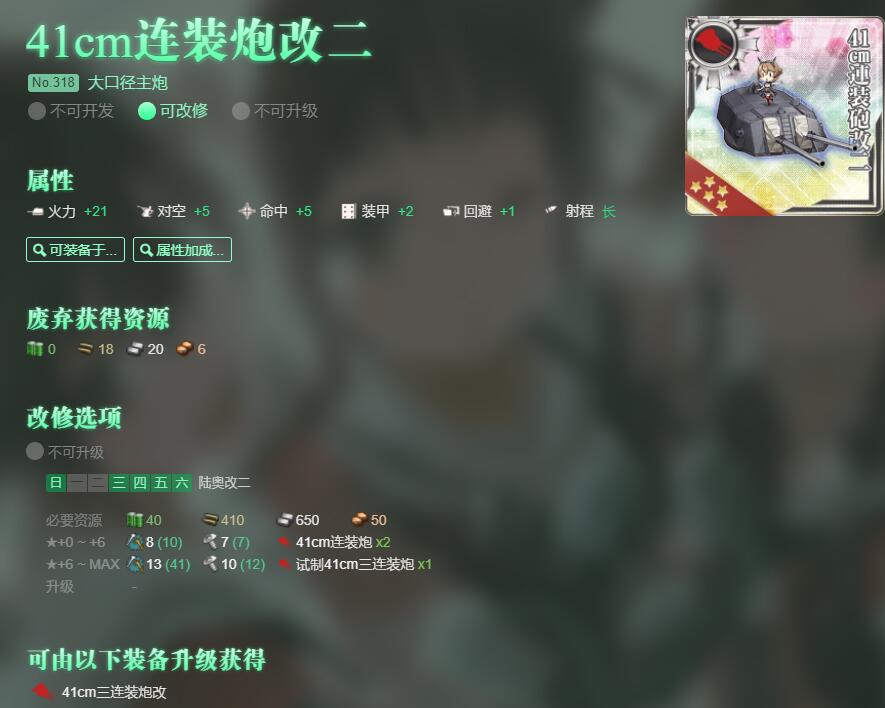 41cm连装炮改二
No.318 大口径主炮
不可开发 可改修 不可升级
41cm連装砲改二
属性
火力 +21 对空 +5 命中 +5 装甲 +2 回避 +1 射程 长
可装备于... 属性加成...
废弃获得资源
0 18 20 6
改修选项
不可升级
日 一 二 三 四 五 六 陆奥改二
必要资源 40 410 650 50
★+0 ~ +6 8 (10) 7 (7) 41cm连装炮 x2
★+6 ~ MAX 13 (41) 10 (12) 试制41cm三连装炮 x1
升级 -
可由以下装备升级获得
41cm三连装炮改